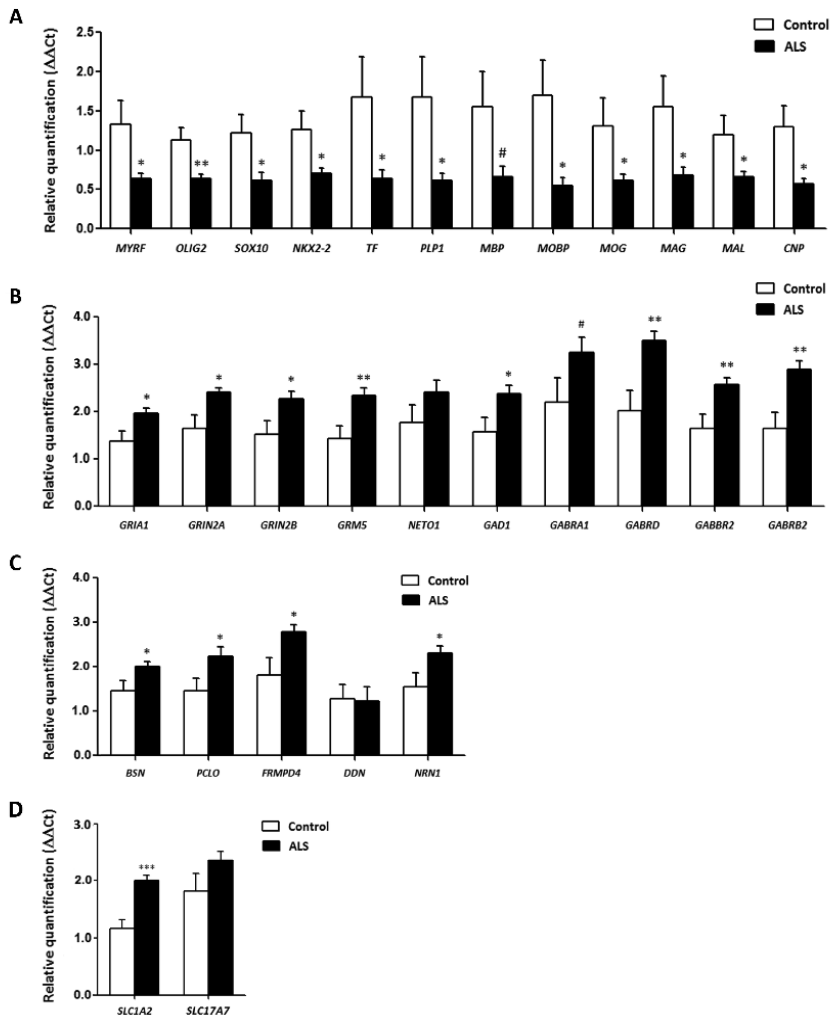 A
Control
ALS
Relative quantification (ΔΔCt)
2.5
2.0
1.5
1.0
0.5
0.0
* ** * * * * # * * * * *
MYRF OLIG2 SOX10 NKX2-2 TF PLP1 MBP MOBP MOG MAG MAL CNP
B
Control
ALS
Relative quantification (ΔΔCt)
4.0
3.0
2.0
1.0
0.0
* * * ** * # ** ** **
GRIA1 GRIN2A GRIN2B GRM5 NETO1 GAD1 GABRA1 GABRD GABBR2 GABRB2
C
Control
ALS
Relative quantification (ΔΔCt)
4.0
3.0
2.0
1.0
0.0
* * * *
BSN PCLO FRMPD4 DDN NRN1
D
Control
ALS
Relative quantification (ΔΔCt)
3.0
2.0
1.0
0.0
***
SLC1A2 SLC17A7